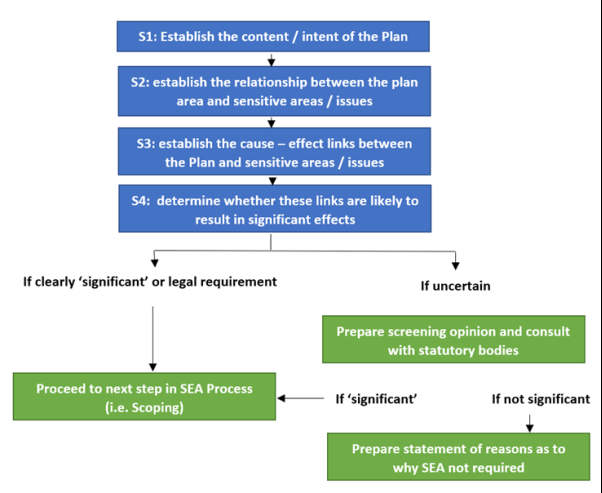 S1: Establish the content / intent of the Plan
S2: establish the relationship between the plan
area and sensitive areas / issues
S3: establish the cause – effect links between
the Plan and sensitive areas / issues
S4:  determine whether these links are likely to
result in significant effects
If clearly ‘significant’ or legal requirement
If uncertain
Prepare screening opinion and consult
with statutory bodies
Proceed to next step in SEA Process
(i.e. Scoping)
If ‘significant’
If not significant
Prepare statement of reasons as to
why SEA not required